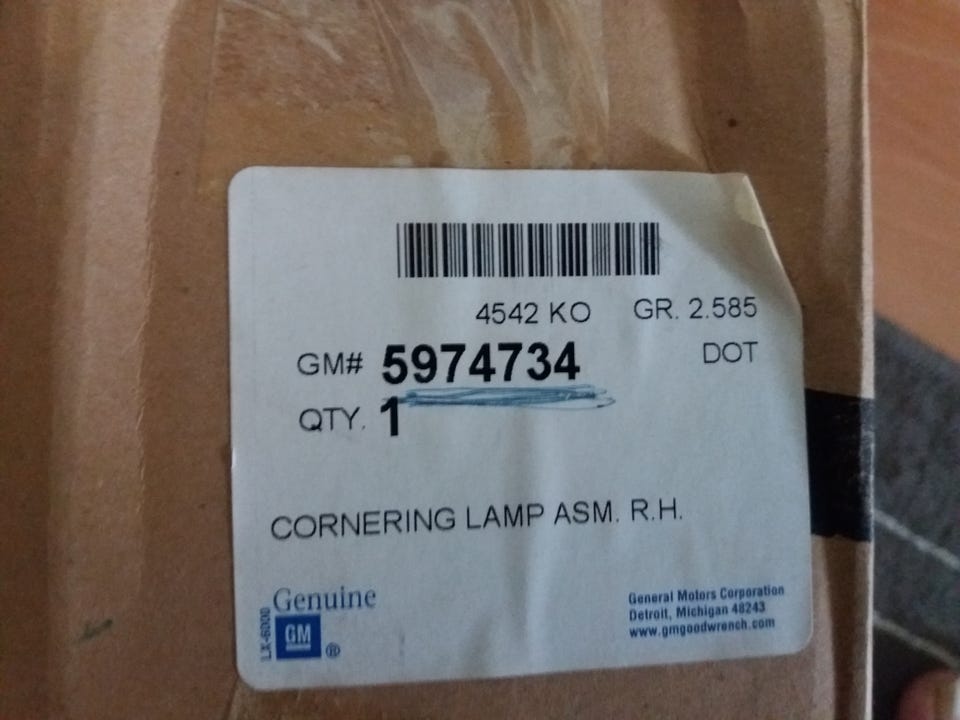 4542 KO GR. 2.585
GM# 5974734 DOT
QTY. 1
CORNERING LAMP ASM. R.H.
LX-6000
Genuine
GM
®
General Motors Corporation
Detroit, Michigan 48243
www.gmgoodwrench.com